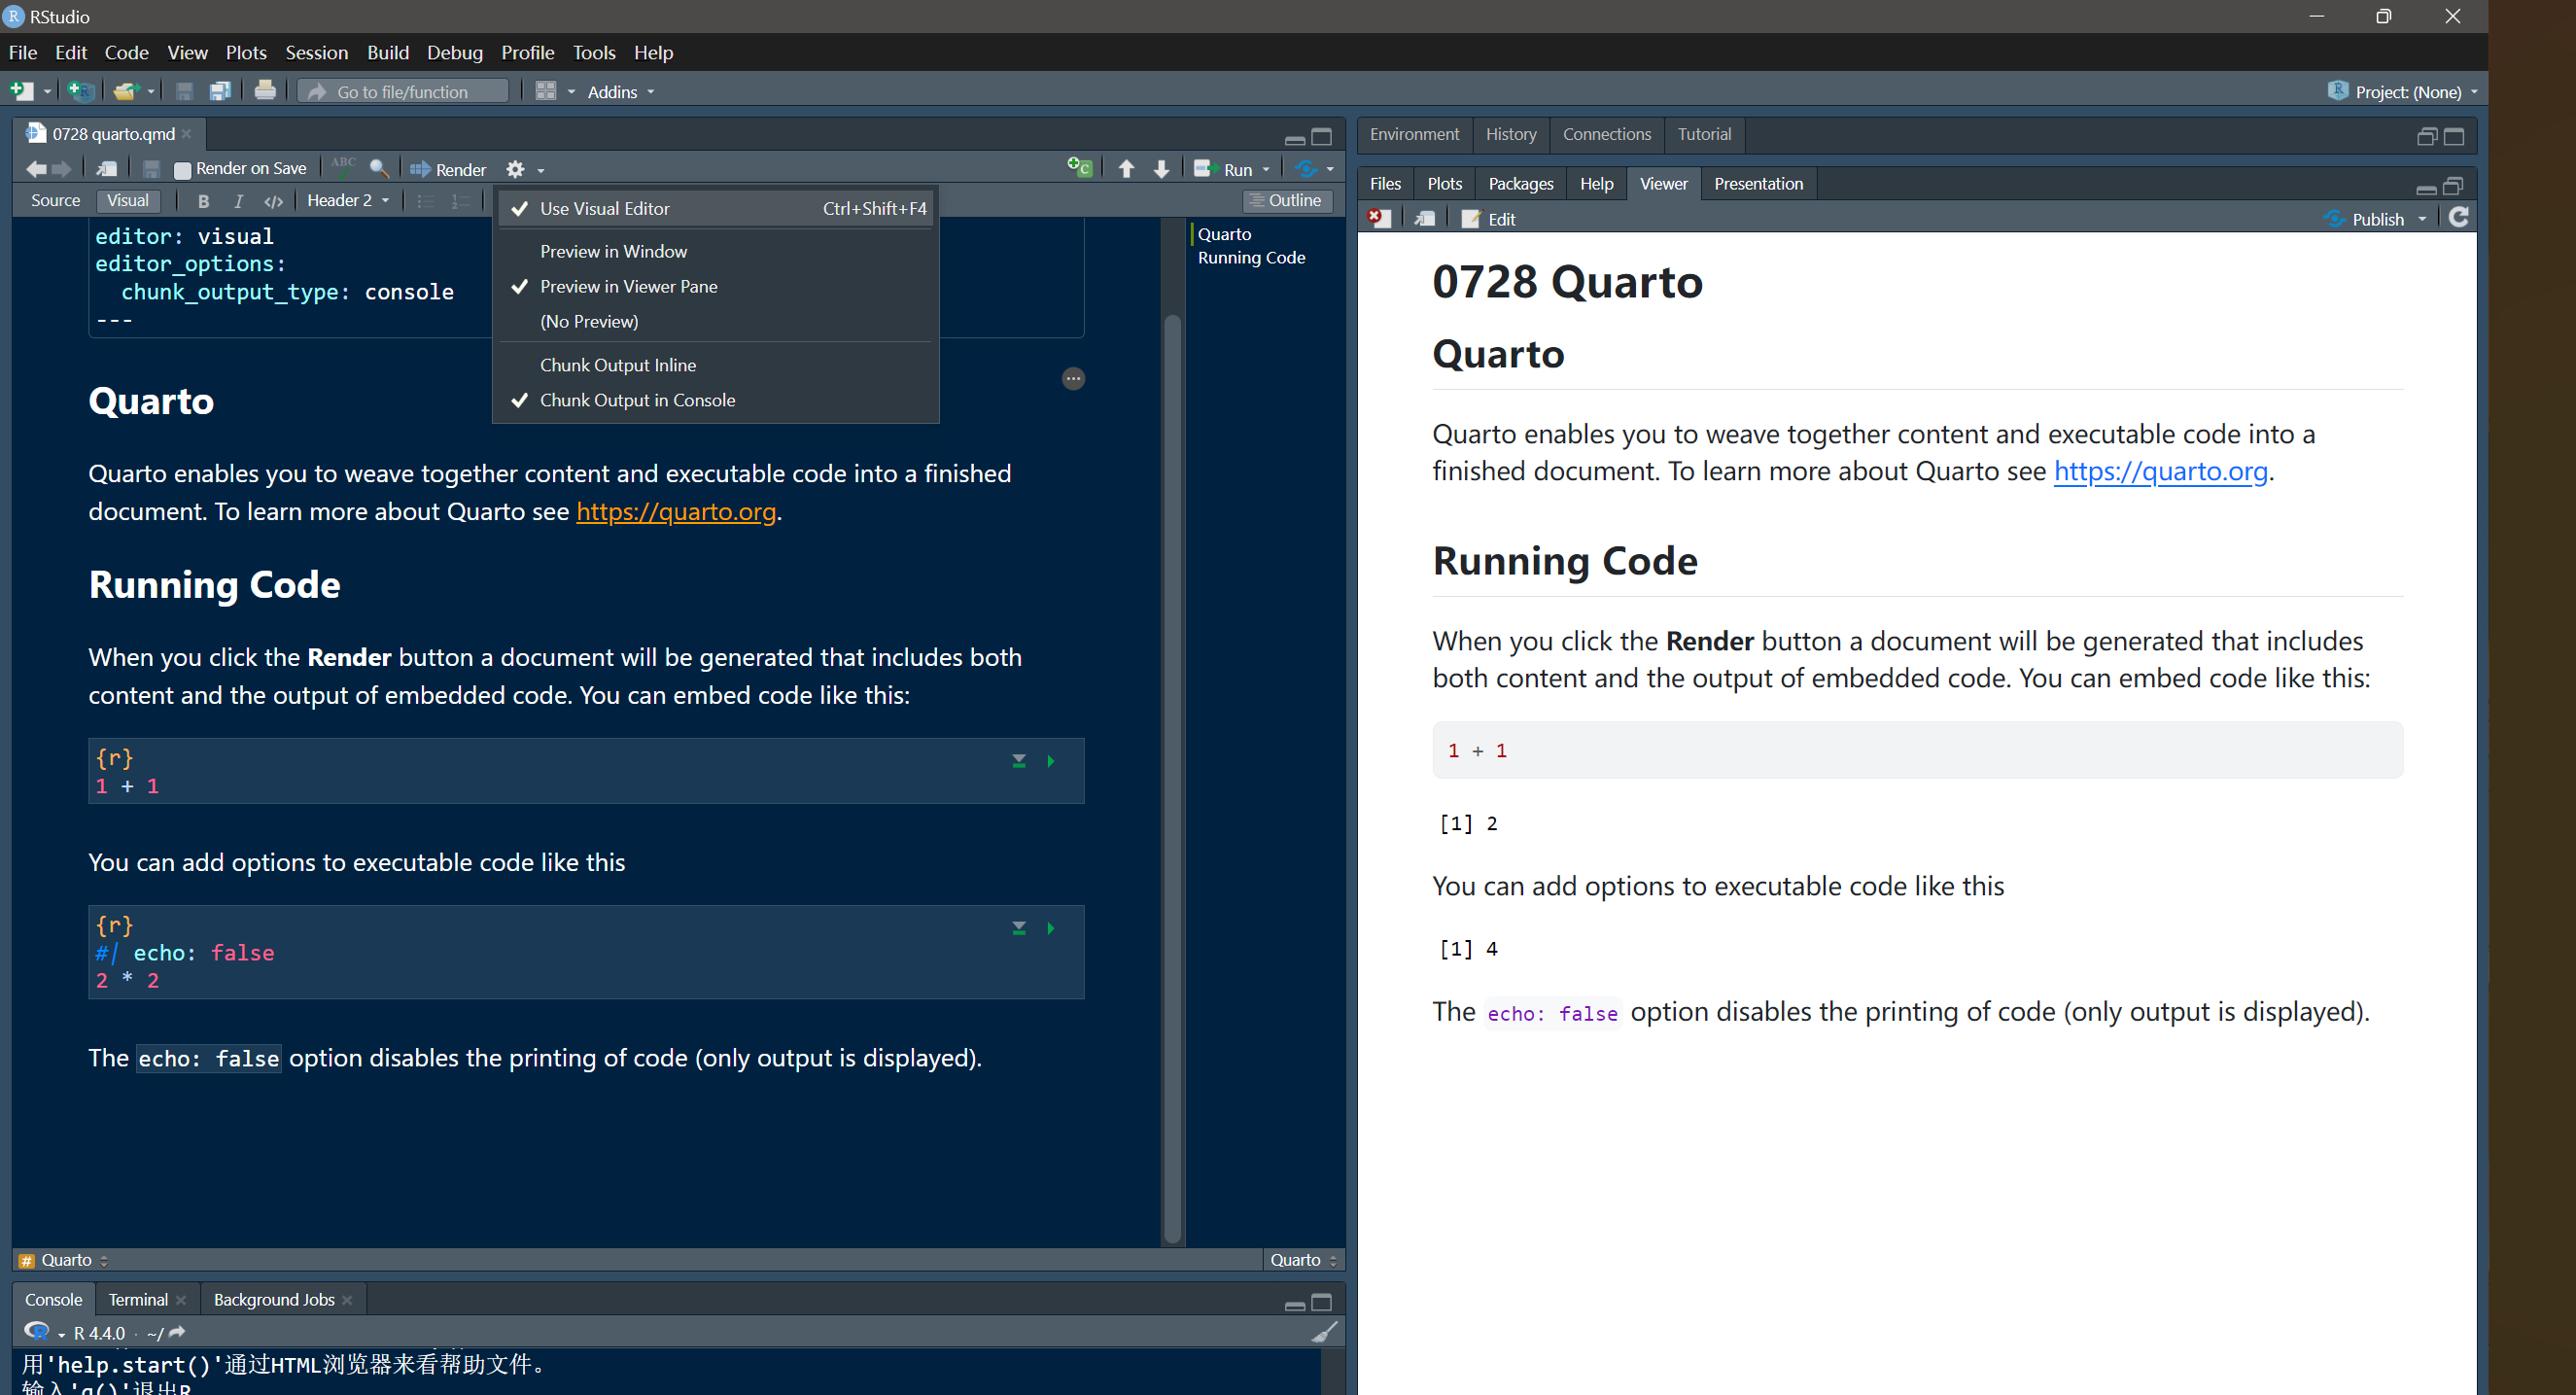 RStudio
File Edit Code View Plots Session Build Debug Profile Tools Help
Go to file/function Addins Project: (None)
0728 quarto.qmd
Render on Save ABC Render Run
Source Visual B I </> Header 2 Outline
Use Visual Editor Ctrl+Shift+F4
Preview in Window
Preview in Viewer Pane
(No Preview)
Chunk Output Inline
Chunk Output in Console
editor: visual
editor_options:
chunk_output_type: console
---
Quarto
Quarto enables you to weave together content and executable code into a finished
document. To learn more about Quarto see https://quarto.org.
Running Code
When you click the Render button a document will be generated that includes both
content and the output of embedded code. You can embed code like this:
{r}
1 + 1
You can add options to executable code like this
{r}
#| echo: false
2 * 2
The echo: false option disables the printing of code (only output is displayed).
Quarto
Running Code
# Quarto Quarto
Console Terminal Background Jobs
R 4.4.0 · ~/
用'help.start()'通过HTML浏览器来看帮助文件。
输入'q()'退出R
Environment History Connections Tutorial
Files Plots Packages Help Viewer Presentation
Edit Publish
0728 Quarto
Quarto
Quarto enables you to weave together content and executable code into a
finished document. To learn more about Quarto see https://quarto.org.
Running Code
When you click the Render button a document will be generated that includes
both content and the output of embedded code. You can embed code like this:
1 + 1
[1] 2
You can add options to executable code like this
[1] 4
The echo: false option disables the printing of code (only output is displayed).